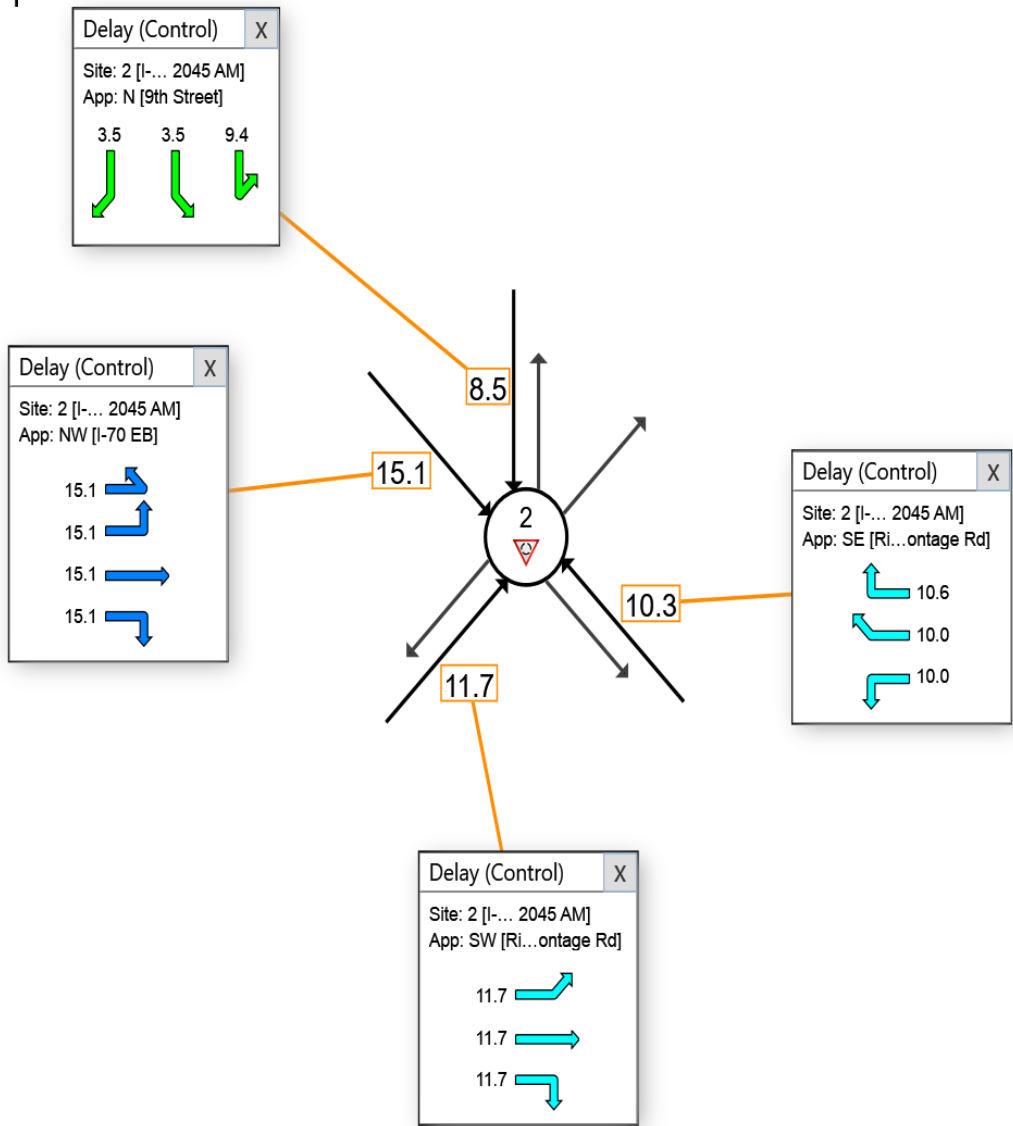 Delay (Control) X
Site: 2 [I-... 2045 AM]
App: N [9th Street]
3.5 3.5 9.4
8.5
Delay (Control) X
Site: 2 [I-... 2045 AM]
App: NW [I-70 EB]
15.1
15.1
15.1
15.1
15.1
2
Delay (Control) X
Site: 2 [I-... 2045 AM]
App: SE [Ri...ontage Rd]
10.6
10.0
10.0
10.3
11.7
Delay (Control) X
Site: 2 [I-... 2045 AM]
App: SW [Ri...ontage Rd]
11.7
11.7
11.7